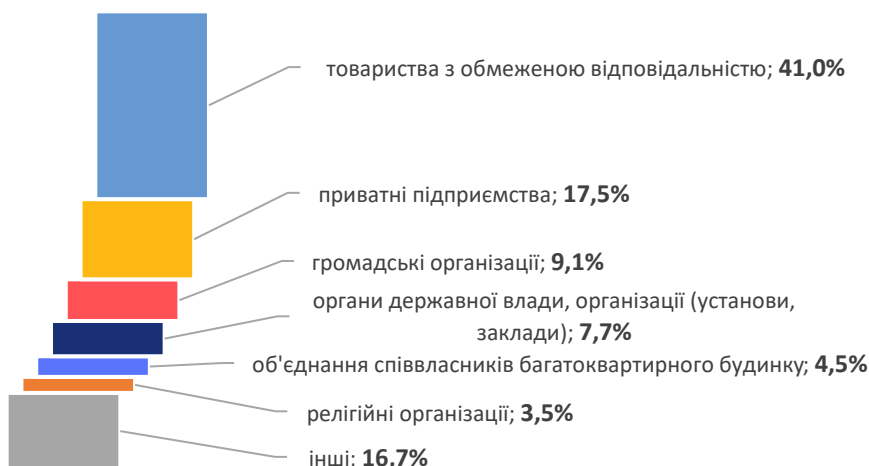 товариства з обмеженою відповідальністю; 41,0%
приватні підприємства; 17,5%
громадські організації; 9,1%
органи державної влади, організації (установи,
заклади); 7,7%
об'єднання співвласників багатоквартирного будинку; 4,5%
релігійні організації; 3,5%
інші; 16,7%